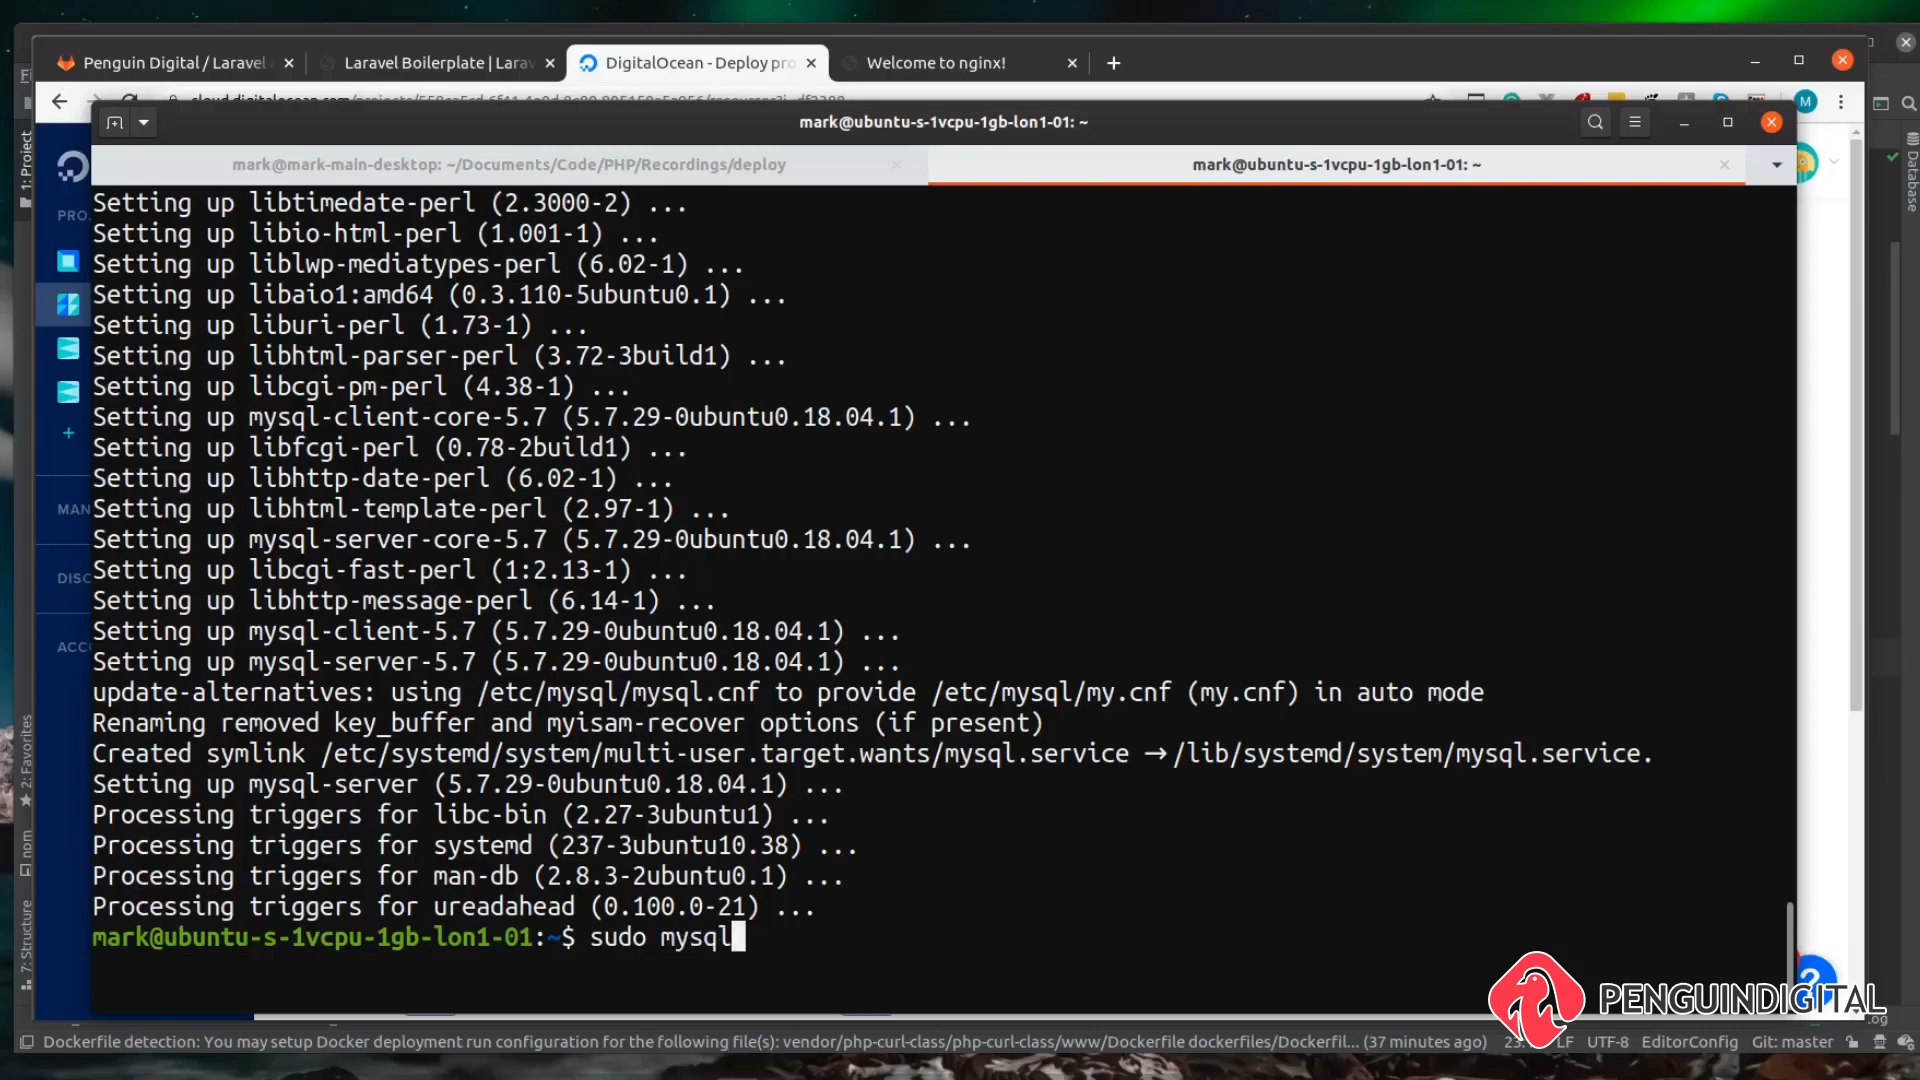 Penguin Digital / Laravel
Laravel Boilerplate | Larav
DigitalOcean - Deploy pro
Welcome to nginx!
M
mark@ubuntu-s-1vcpu-1gb-lon1-01: ~
mark@mark-main-desktop: ~/Documents/Code/PHP/Recordings/deploy
mark@ubuntu-s-1vcpu-1gb-lon1-01: ~
1: Project
Database
PRO
MAN
DISC
ACC
2: Favorites
npm
7: Structure
Setting up libtimedate-perl (2.3000-2) ...
Setting up libio-html-perl (1.001-1) ...
Setting up liblwp-mediatypes-perl (6.02-1) ...
Setting up libaio1:amd64 (0.3.110-5ubuntu0.1) ...
Setting up liburi-perl (1.73-1) ...
Setting up libhtml-parser-perl (3.72-3build1) ...
Setting up libcgi-pm-perl (4.38-1) ...
Setting up mysql-client-core-5.7 (5.7.29-0ubuntu0.18.04.1) ...
Setting up libfcgi-perl (0.78-2build1) ...
Setting up libhttp-date-perl (6.02-1) ...
Setting up libhtml-template-perl (2.97-1) ...
Setting up mysql-server-core-5.7 (5.7.29-0ubuntu0.18.04.1) ...
Setting up libcgi-fast-perl (1:2.13-1) ...
Setting up libhttp-message-perl (6.14-1) ...
Setting up mysql-client-5.7 (5.7.29-0ubuntu0.18.04.1) ...
Setting up mysql-server-5.7 (5.7.29-0ubuntu0.18.04.1) ...
update-alternatives: using /etc/mysql/mysql.cnf to provide /etc/mysql/my.cnf (my.cnf) in auto mode
Renaming removed key_buffer and myisam-recover options (if present)
Created symlink /etc/systemd/system/multi-user.target.wants/mysql.service → /lib/systemd/system/mysql.service.
Setting up mysql-server (5.7.29-0ubuntu0.18.04.1) ...
Processing triggers for libc-bin (2.27-3ubuntu1) ...
Processing triggers for systemd (237-3ubuntu10.38) ...
Processing triggers for man-db (2.8.3-2ubuntu0.1) ...
Processing triggers for ureadahead (0.100.0-21) ...
mark@ubuntu-s-1vcpu-1gb-lon1-01:~$ sudo mysql
?
PENGUINDIGITAL
Dockerfile detection: You may setup Docker deployment run configuration for the following file(s): vendor/php-curl-class/php-curl-class/www/Dockerfile dockerfiles/Dockerfil... (37 minutes ago)
LF UTF-8 EditorConfig Git: master